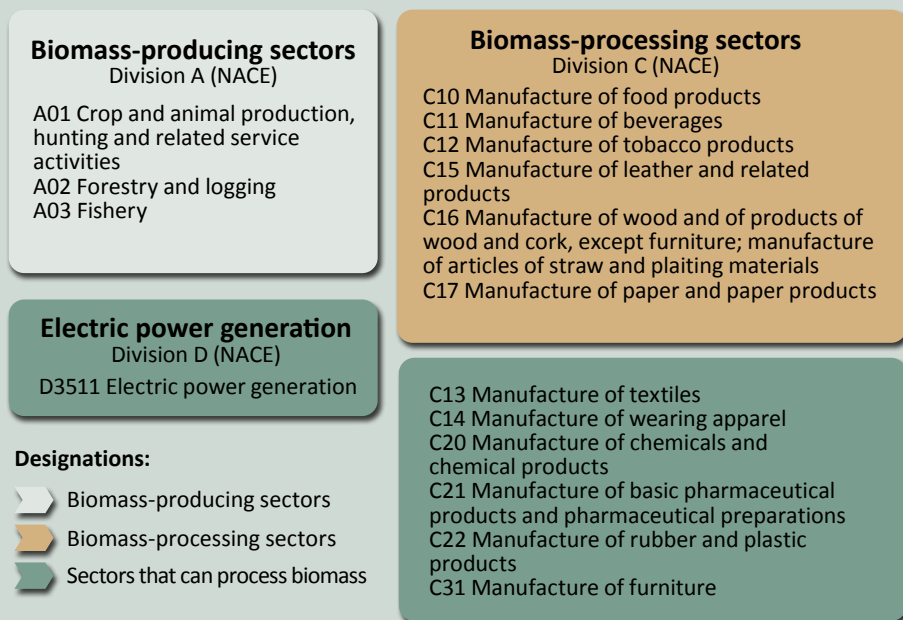 Biomass-producing sectors
Division A (NACE)
A01 Crop and animal production,
hunting and related service
activities
A02 Forestry and logging
A03 Fishery
Biomass-processing sectors
Division C (NACE)
C10 Manufacture of food products
C11 Manufacture of beverages
C12 Manufacture of tobacco products
C15 Manufacture of leather and related
products
C16 Manufacture of wood and of products of
wood and cork, except furniture; manufacture
of articles of straw and plaiting materials
C17 Manufacture of paper and paper products
Electric power generation
Division D (NACE)
D3511 Electric power generation
C13 Manufacture of textiles
C14 Manufacture of wearing apparel
C20 Manufacture of chemicals and
chemical products
C21 Manufacture of basic pharmaceutical
products and pharmaceutical preparations
C22 Manufacture of rubber and plastic
products
C31 Manufacture of furniture
Designations:
Biomass-producing sectors
Biomass-processing sectors
Sectors that can process biomass